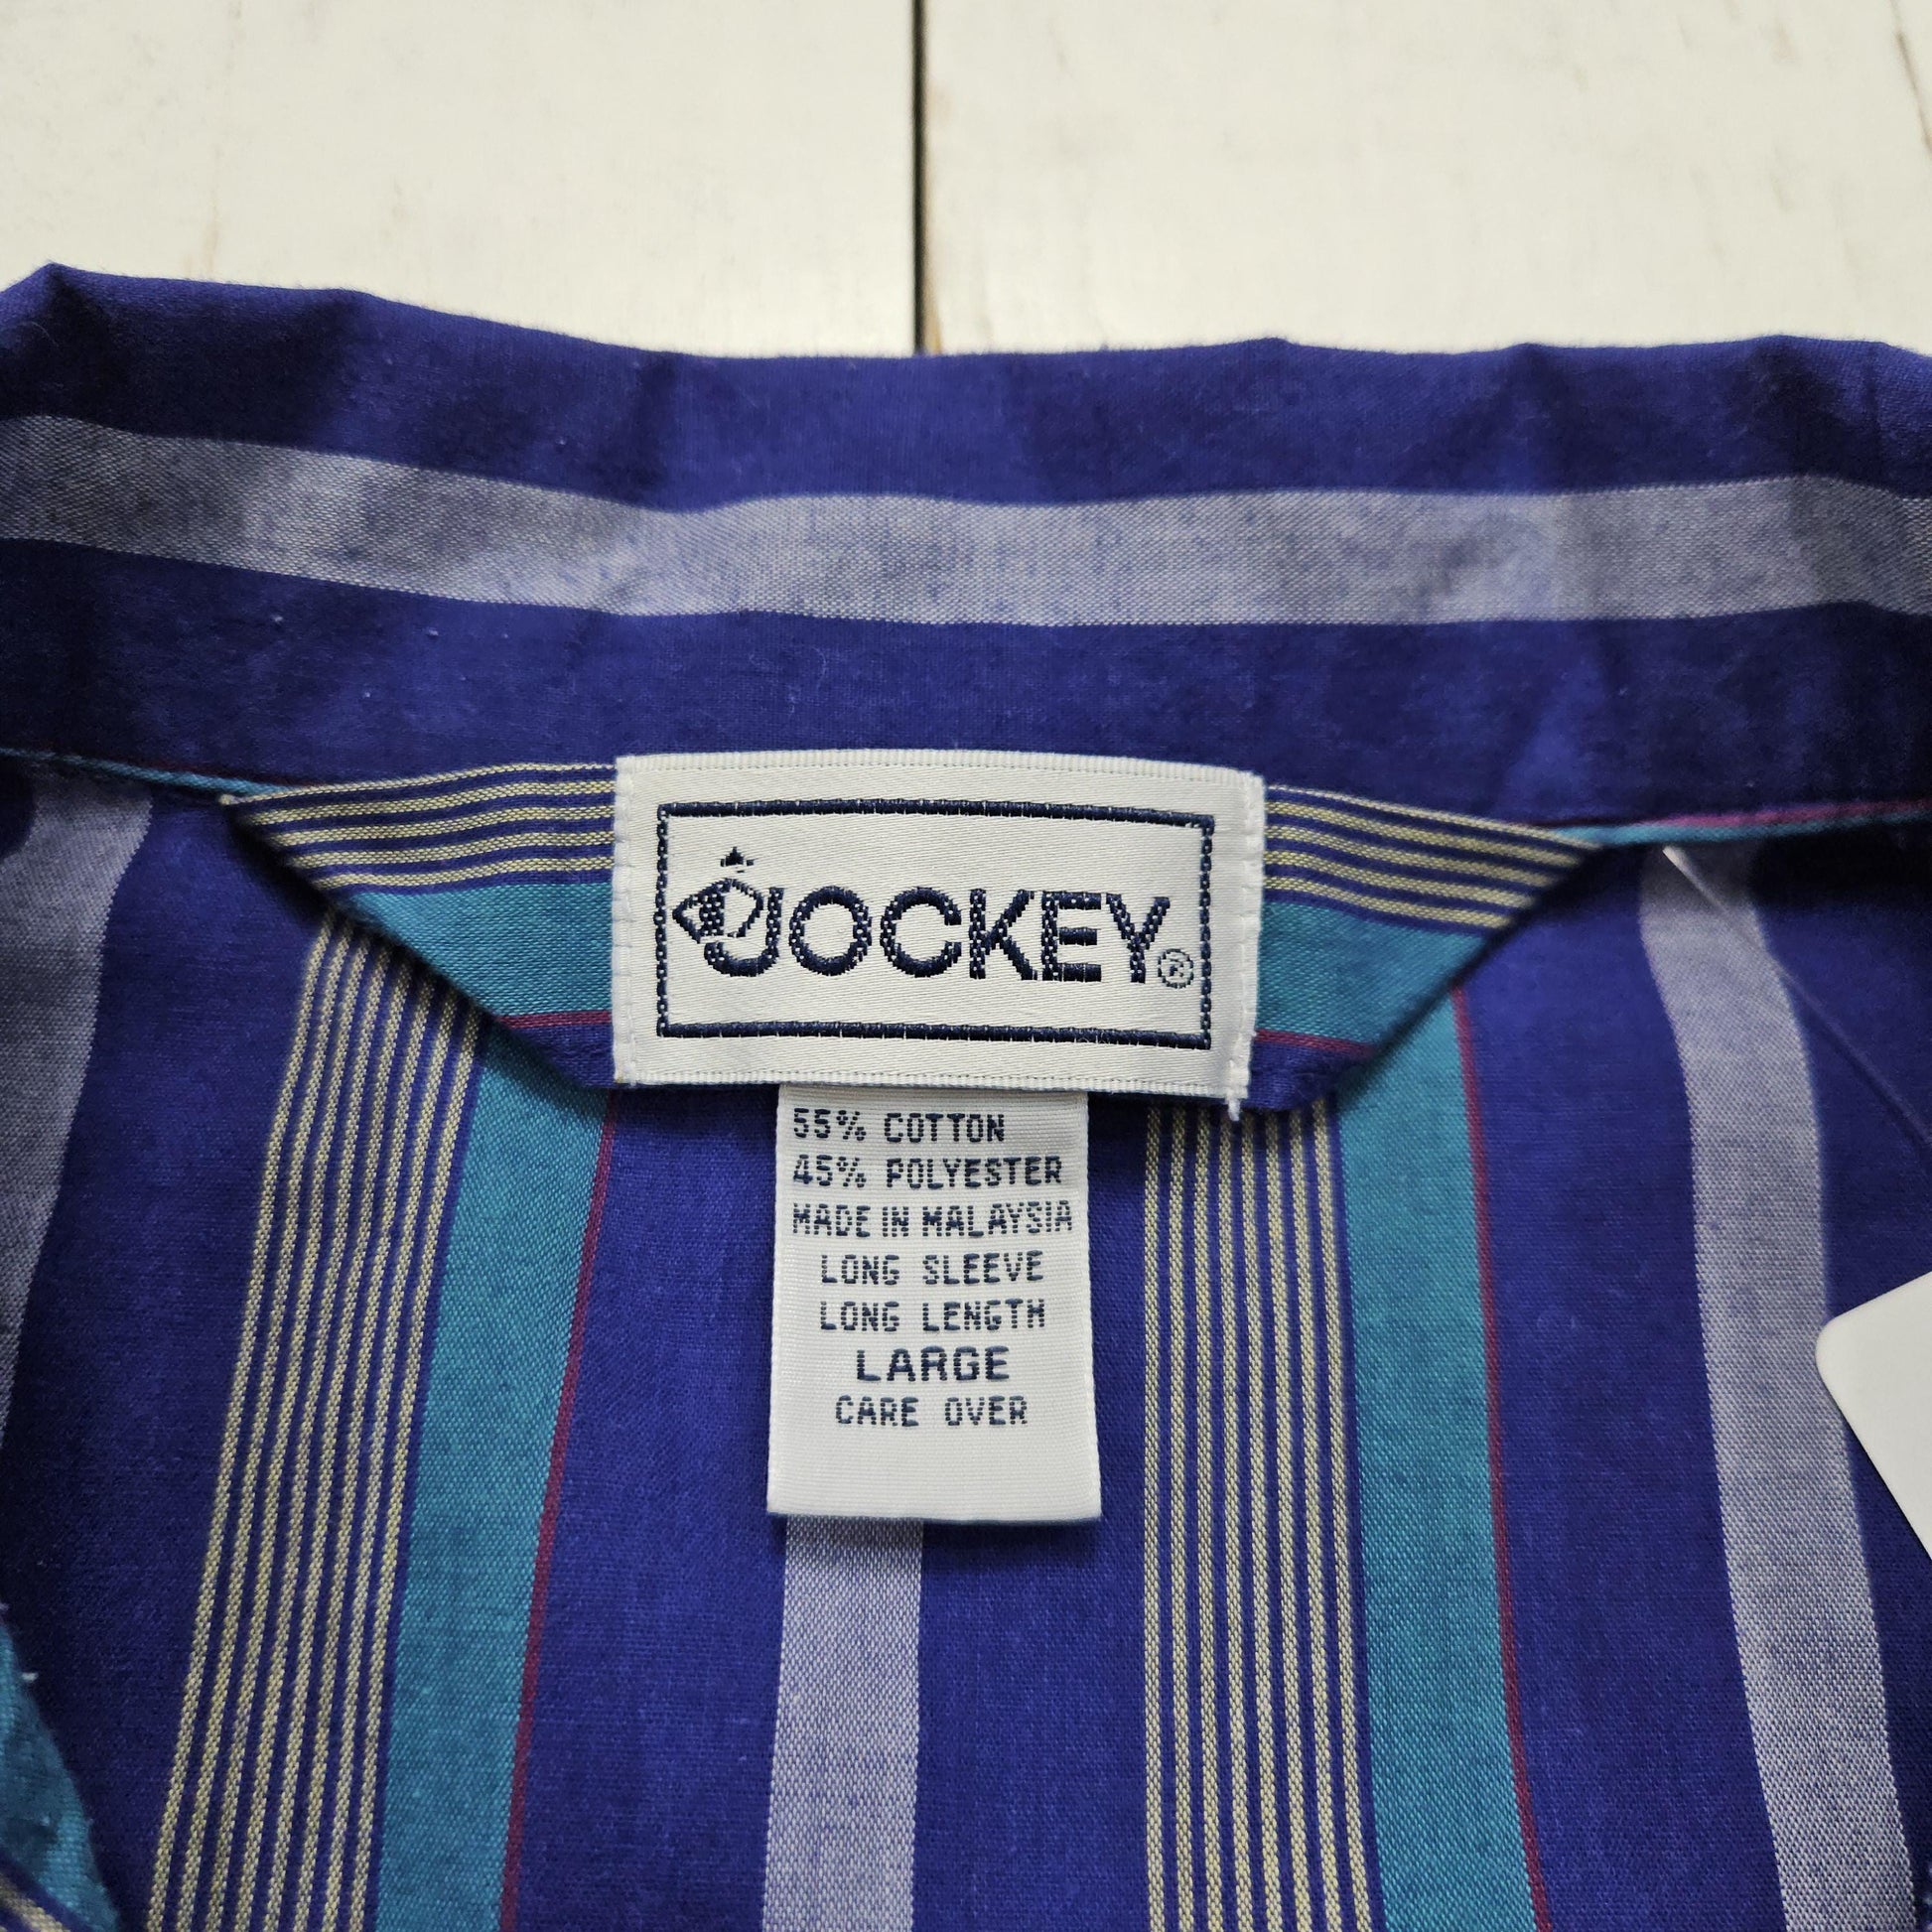 JOCKEY®
55% COTTON
45% POLYESTER
MADE IN MALAYSIA
LONG SLEEVE
LONG LENGTH
LARGE
CARE OVER